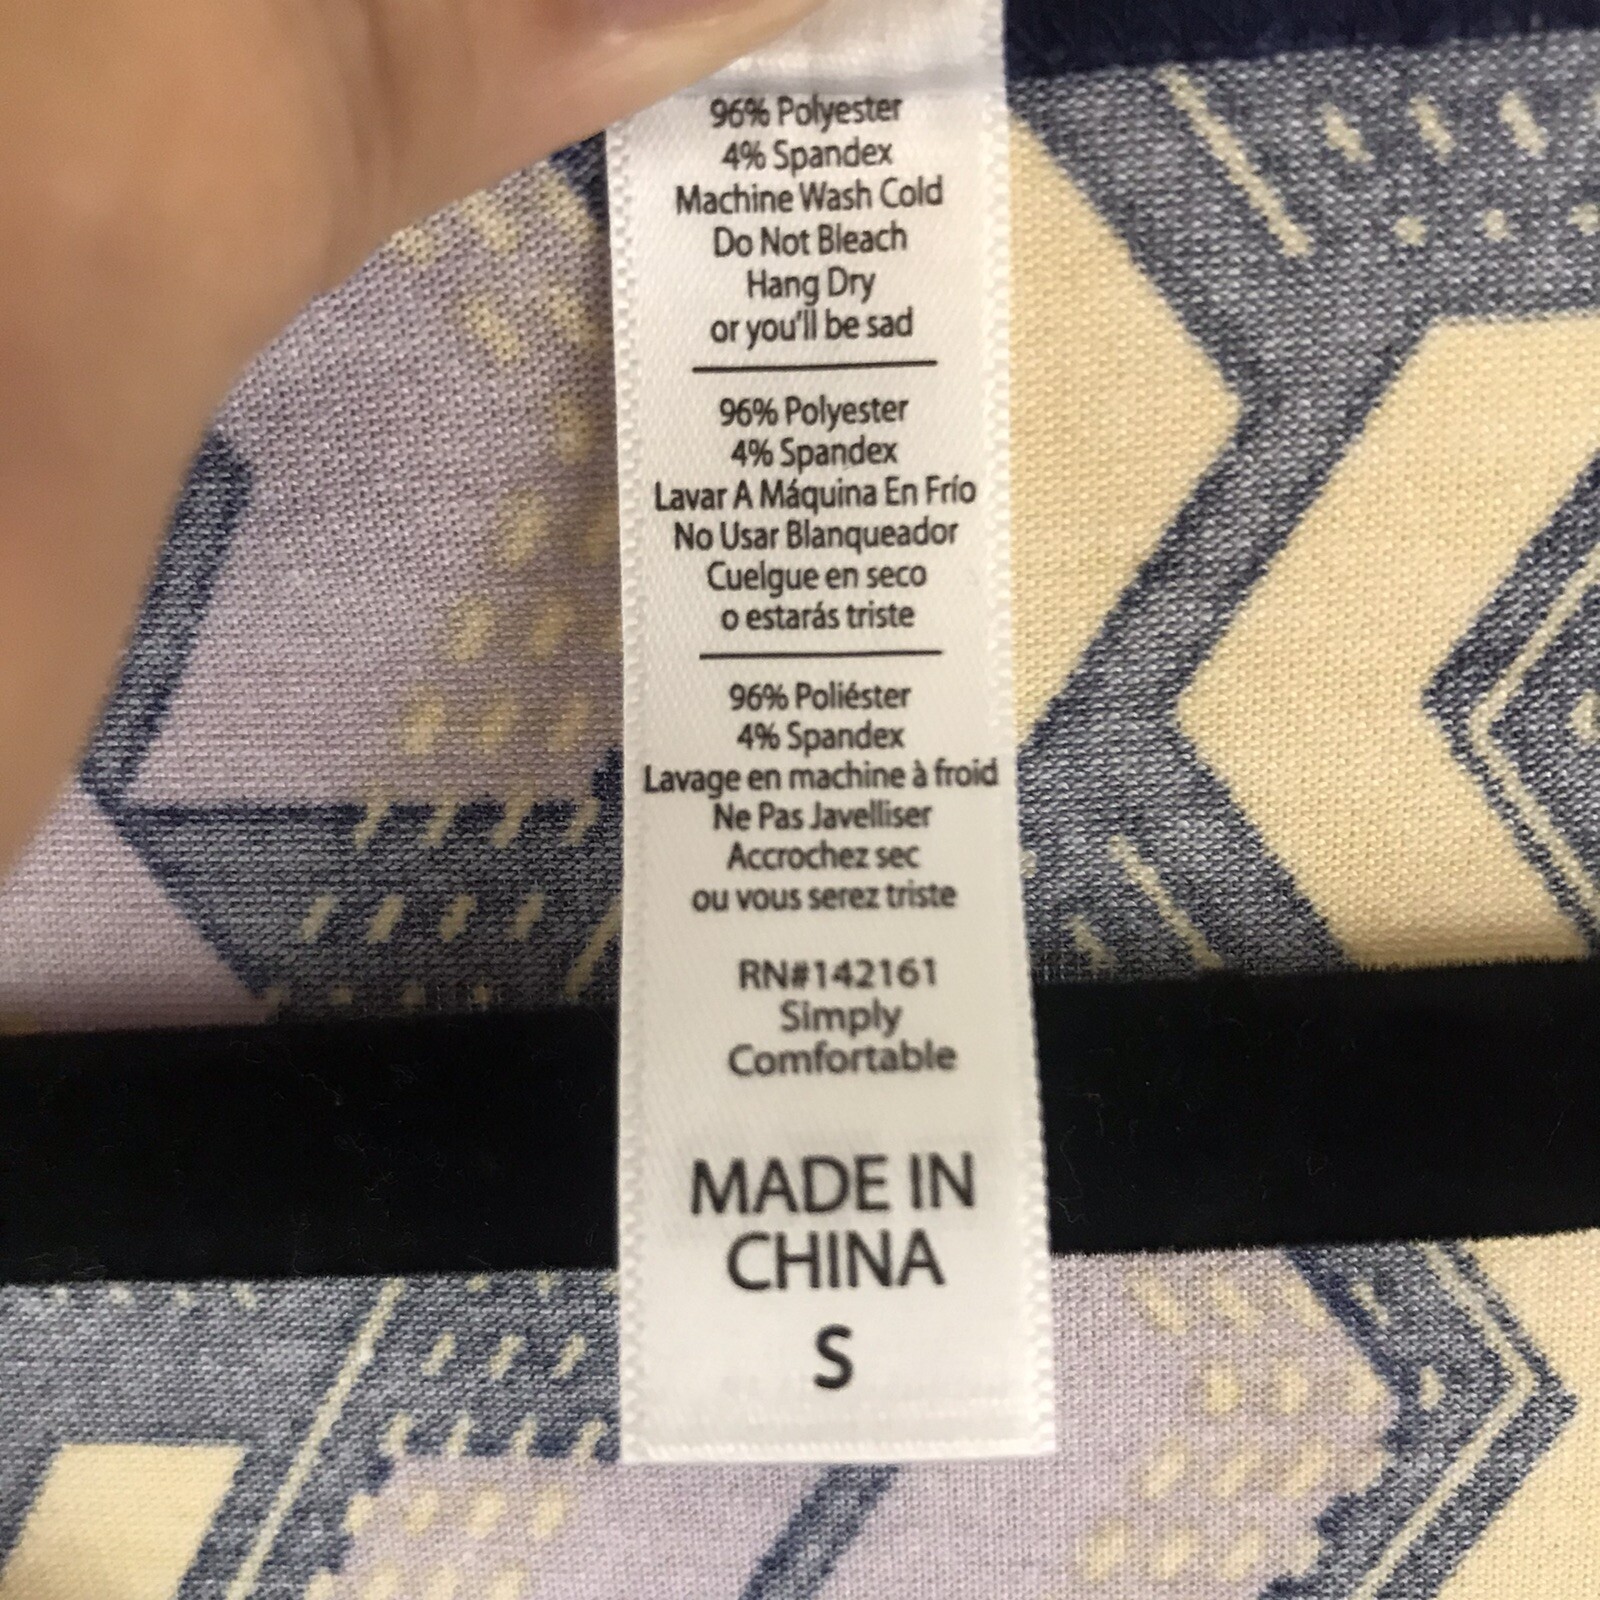 96% Polyester
4% Spandex
Machine Wash Cold
Do Not Bleach
Hang Dry
or you'll be sad
96% Polyester
4% Spandex
Lavar A Máquina En Frío
No Usar Blanqueador
Cuelgue en seco
o estarás triste
96% Poliéster
4% Spandex
Lavage en machine à froid
Ne Pas Javelliser
Accrochez sec
ou vous serez triste
RN#142161
Simply
Comfortable
MADE IN
CHINA
S